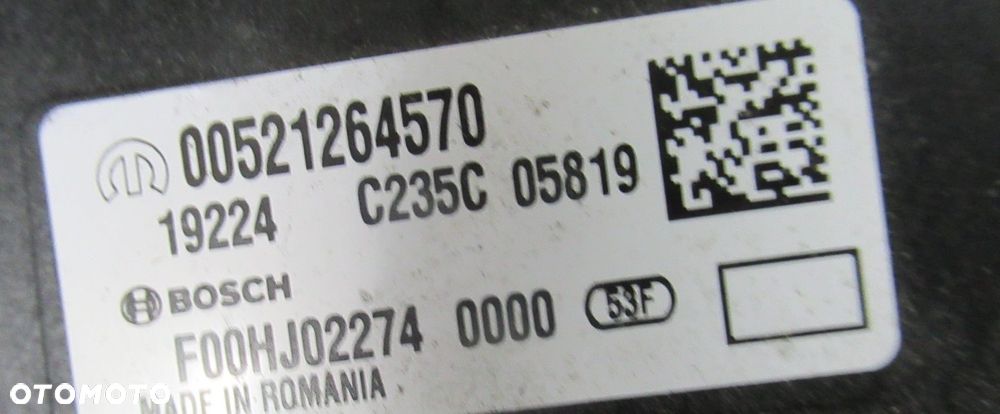 00521264570
19224 C235C 05819
BOSCH
F00HJ02274 0000 53F
MADE IN ROMANIA
OTOMOTO